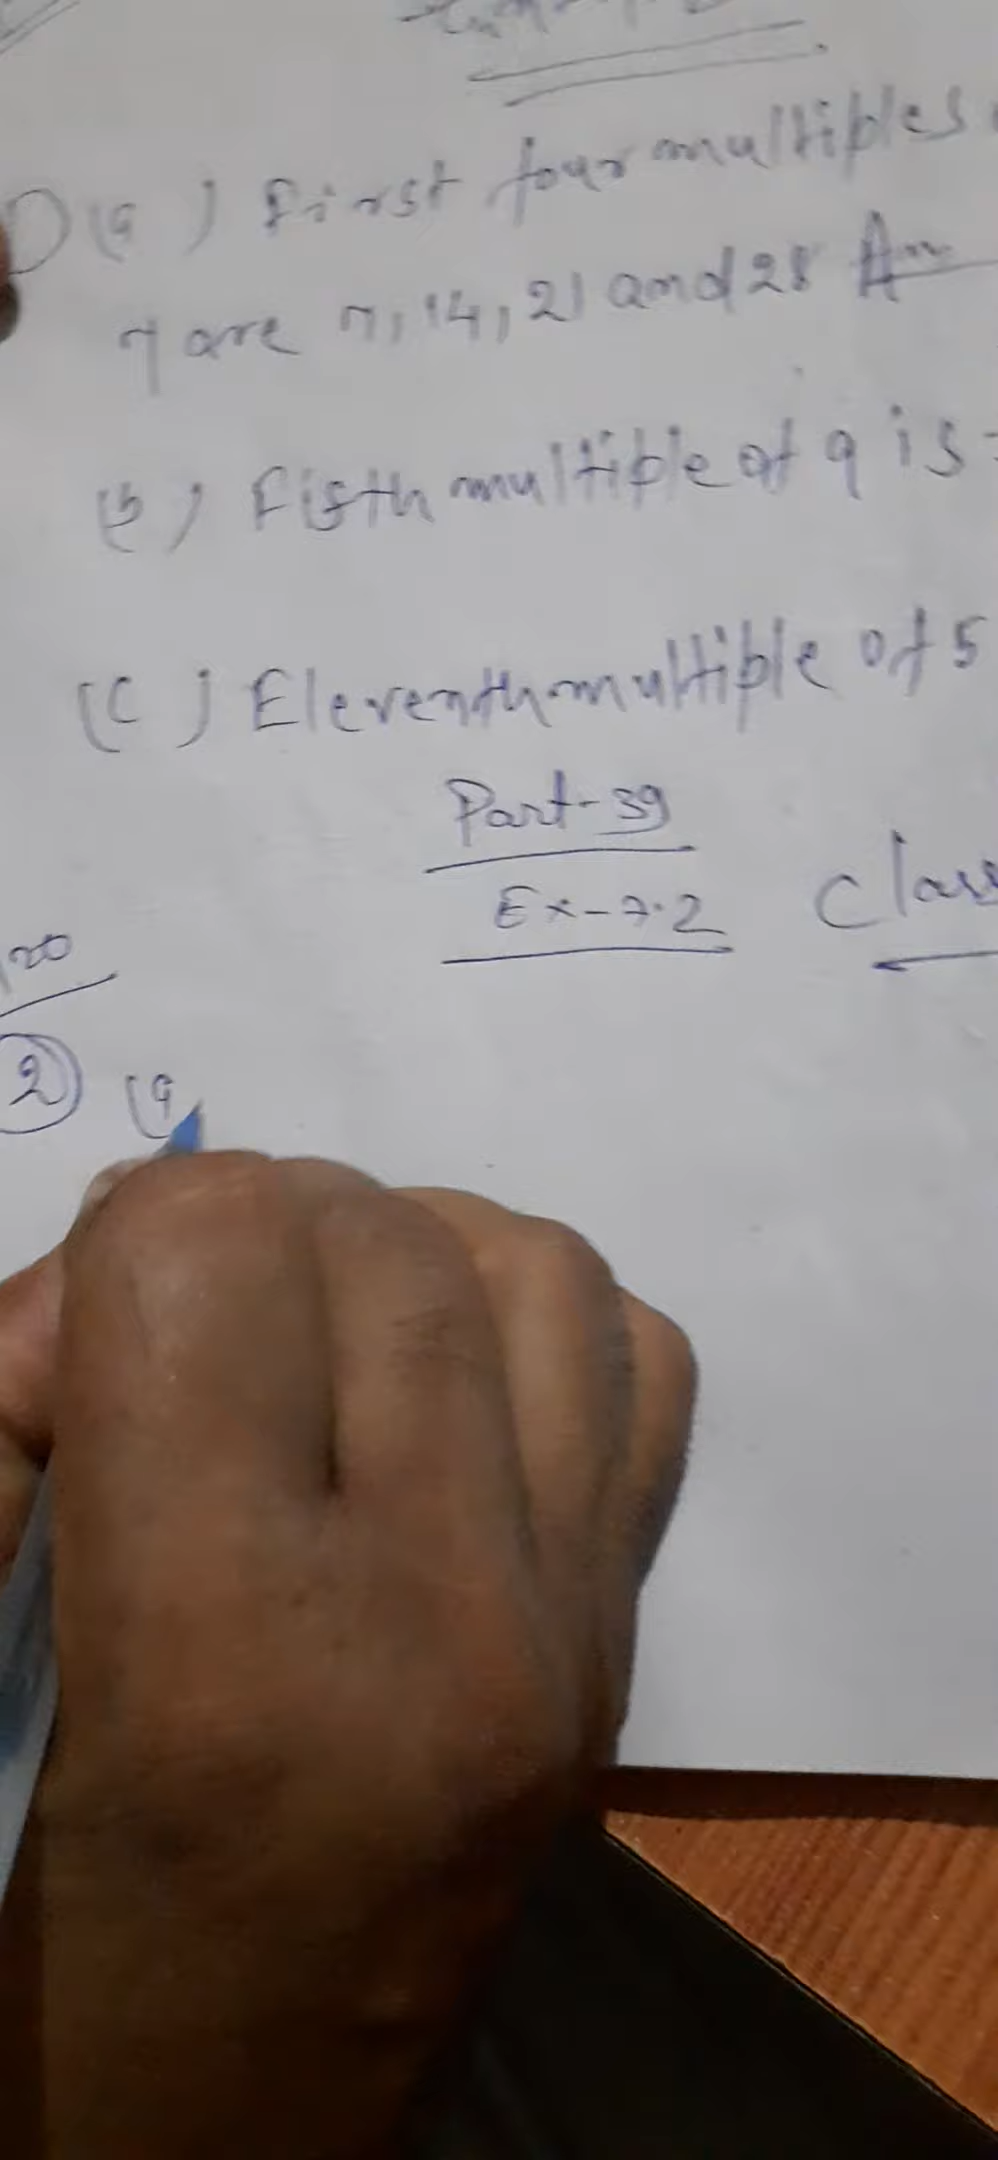 (a) First four multiples
7 are 7, 14, 21 and 28 Ans
(b) Fifth multiple of 9 is =
(C) Eleventh multiple of 5
Part-39
Ex-7.2 Class
2 (a